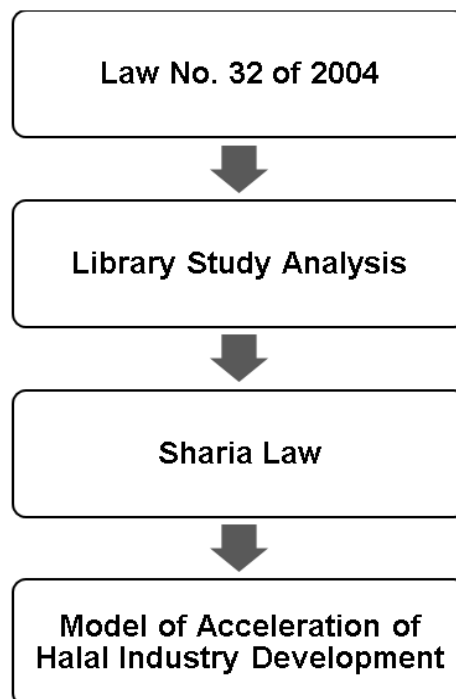 Law No. 32 of 2004
Library Study Analysis
Sharia Law
Model of Acceleration of
Halal Industry Development